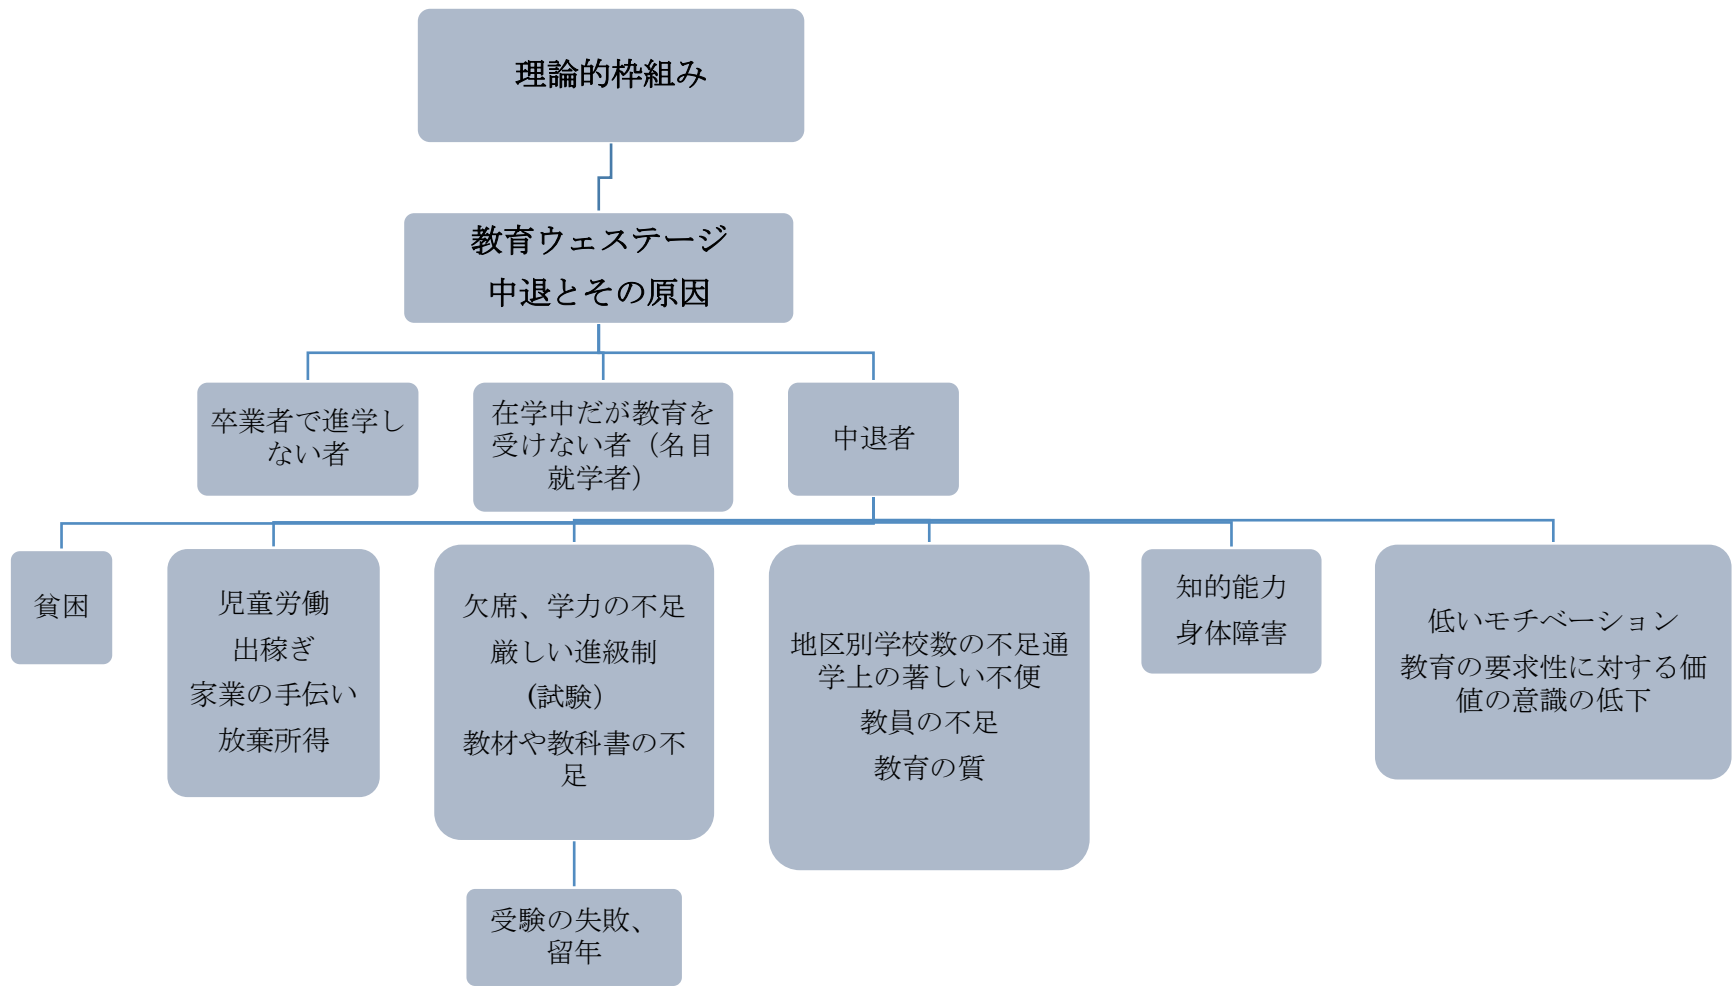 理論的枠組み
教育ウェステージ
中退とその原因
卒業者で進学し
ない者
在学中だが教育を
受けない者（名目
就学者）
中退者
貧困
児童労働
出稼ぎ
家業の手伝い
放棄所得
欠席、学力の不足
厳しい進級制
(試験）
教材や教科書の不
足
地区別学校数の不足通
学上の著しい不便
教員の不足
教育の質
知的能力
身体障害
低いモチベーション
教育の要求性に対する価
値の意識の低下
受験の失敗、
留年